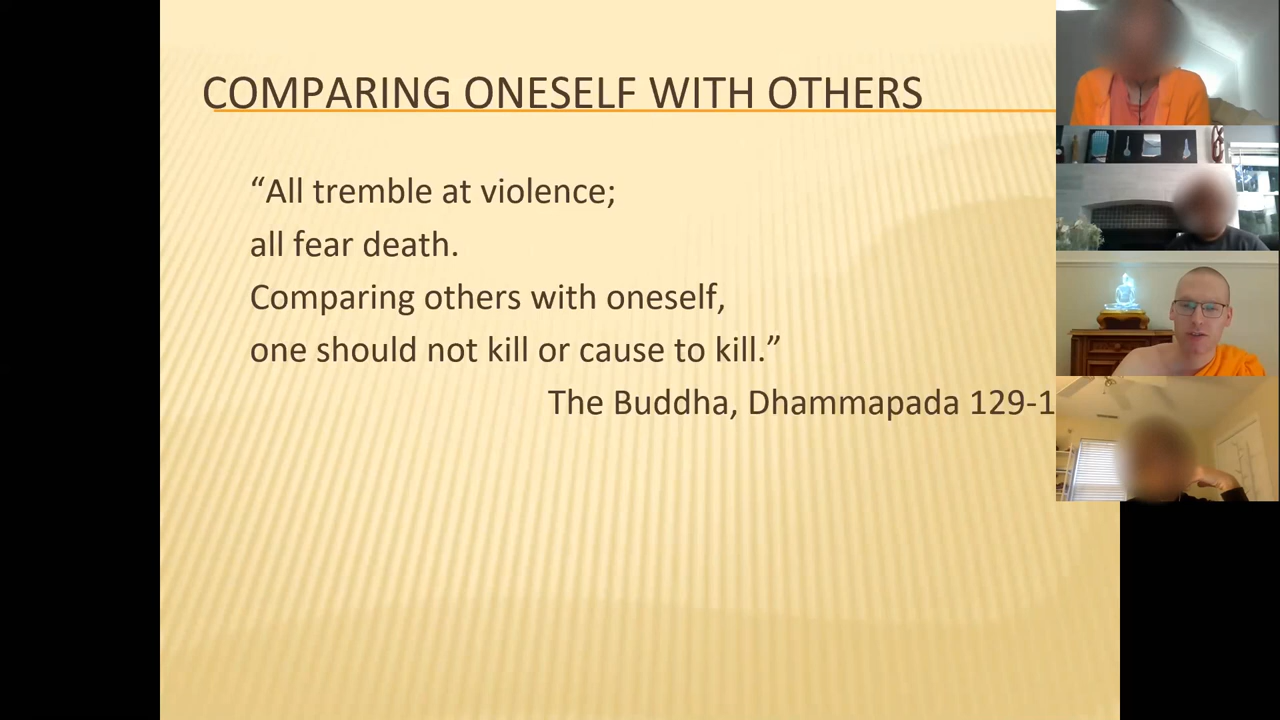 COMPARING ONESELF WITH OTHERS
“All tremble at violence;
all fear death.
Comparing others with oneself,
one should not kill or cause to kill.”
The Buddha, Dhammapada 129-1